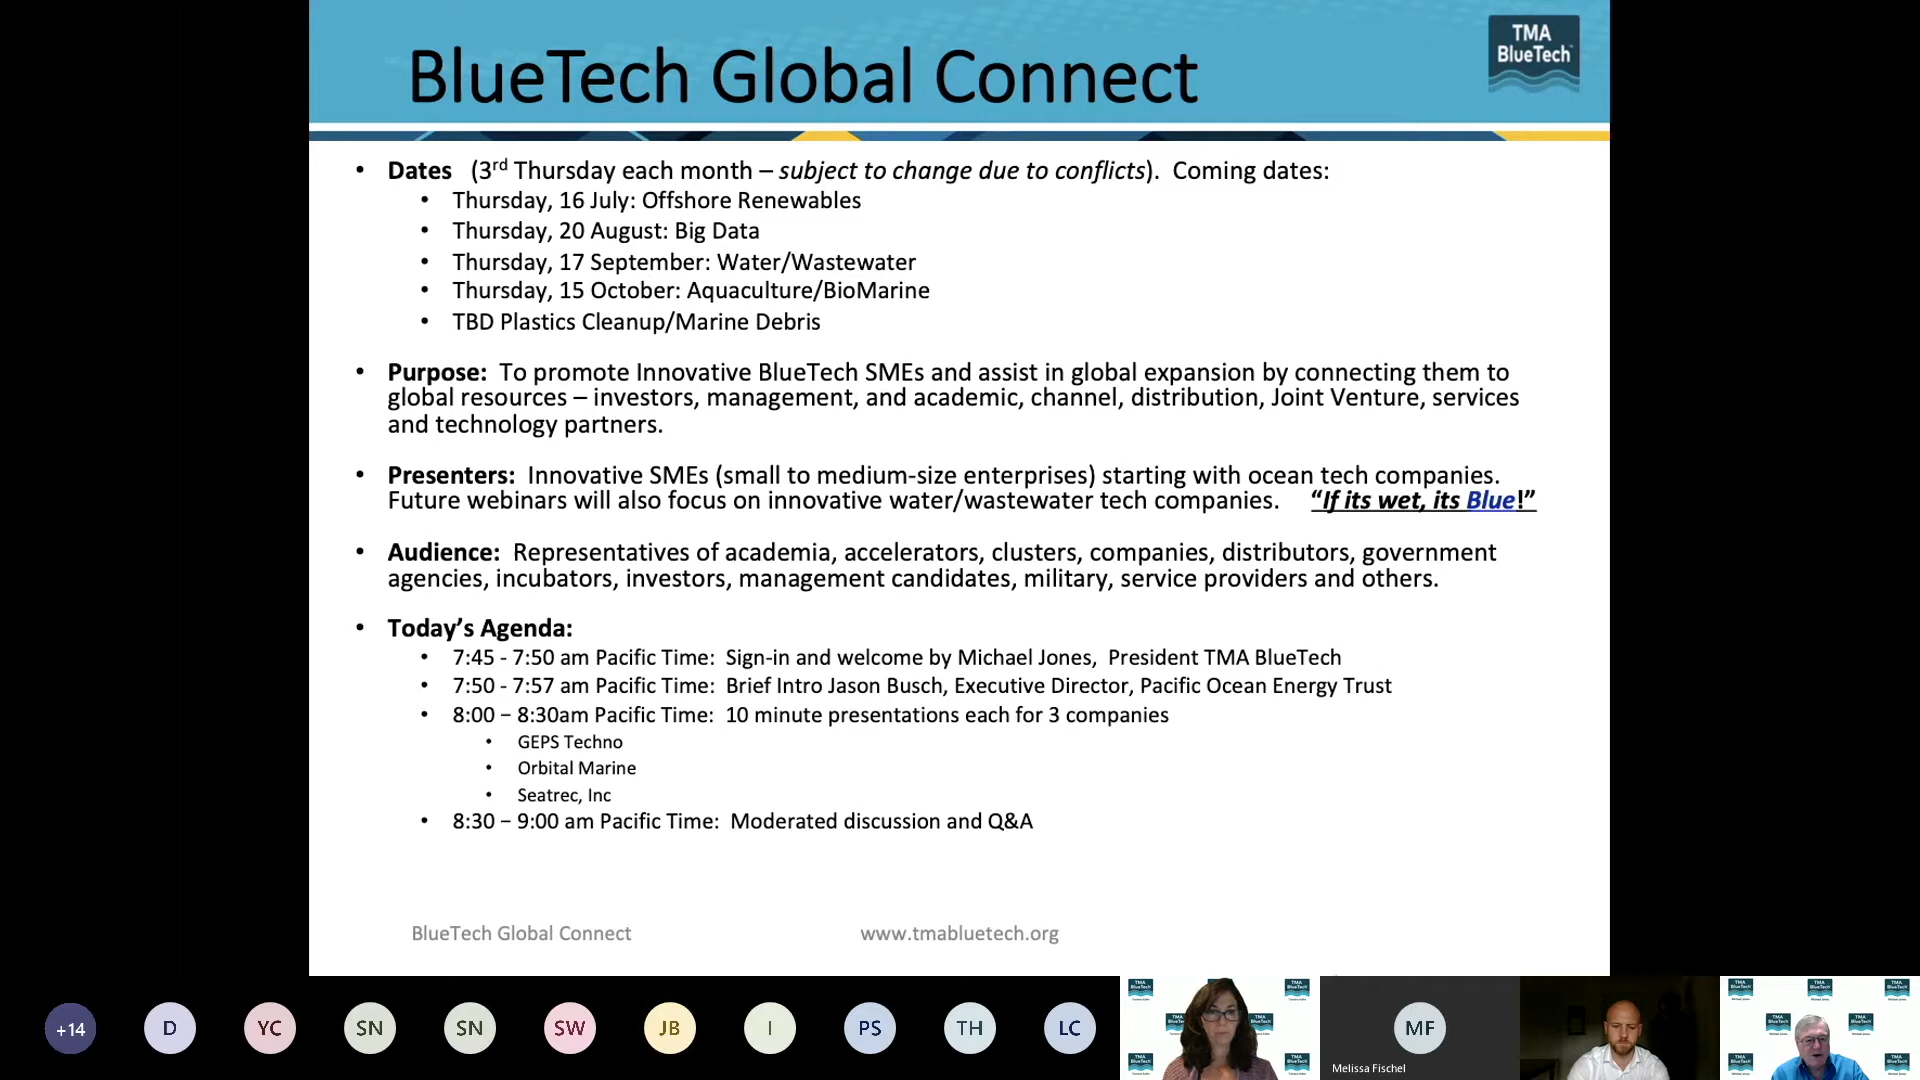 BlueTech Global Connect
TMA
BlueTech
• Dates (3rd Thursday each month – subject to change due to conflicts). Coming dates:
• Thursday, 16 July: Offshore Renewables
• Thursday, 20 August: Big Data
• Thursday, 17 September: Water/Wastewater
• Thursday, 15 October: Aquaculture/BioMarine
• TBD Plastics Cleanup/Marine Debris
• Purpose: To promote Innovative BlueTech SMEs and assist in global expansion by connecting them to
global resources – investors, management, and academic, channel, distribution, Joint Venture, services
and technology partners.
• Presenters: Innovative SMEs (small to medium-size enterprises) starting with ocean tech companies.
Future webinars will also focus on innovative water/wastewater tech companies. “If its wet, its Blue!”
• Audience: Representatives of academia, accelerators, clusters, companies, distributors, government
agencies, incubators, investors, management candidates, military, service providers and others.
• Today’s Agenda:
• 7:45 - 7:50 am Pacific Time: Sign-in and welcome by Michael Jones, President TMA BlueTech
• 7:50 - 7:57 am Pacific Time: Brief Intro Jason Busch, Executive Director, Pacific Ocean Energy Trust
• 8:00 – 8:30am Pacific Time: 10 minute presentations each for 3 companies
• GEPS Techno
• Orbital Marine
• Seatrec, Inc
• 8:30 – 9:00 am Pacific Time: Moderated discussion and Q&A
BlueTech Global Connect www.tmabluetech.org
+14 D YC SN SN SW JB I PS TH LC MF
Melissa Fischel